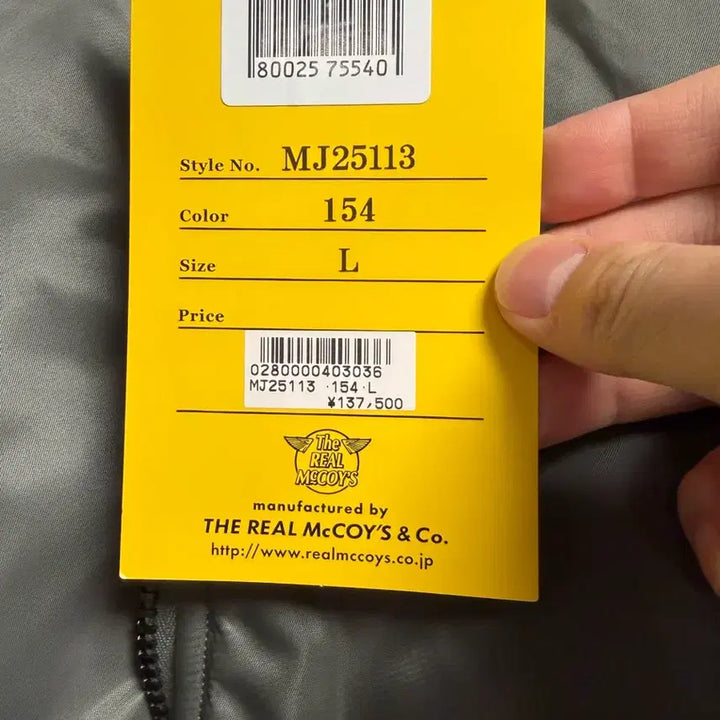 80025 75540
Style No. MJ25113
Color 154
Size L
Price
0280000403036
MJ25113 ·154·L
¥137,500
The
REAL
McCOY'S
manufactured by
THE REAL McCOY'S & Co.
http://www.realmccoys.co.jp